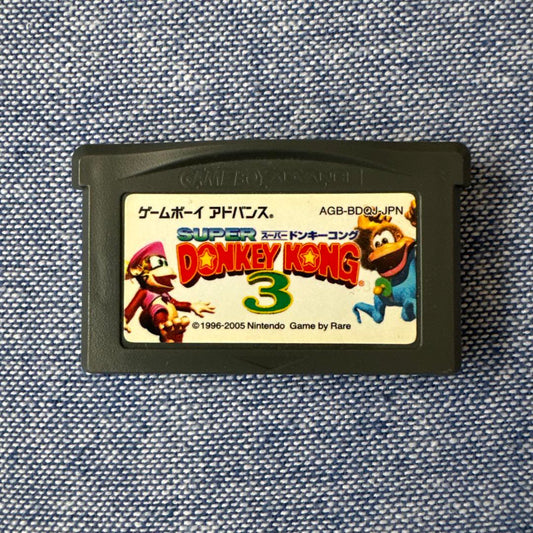 GAME BOY ADVANCE
ゲームボーイ アドバンス® AGB-BDQJ-JPN
SUPER スーパー ドンキーコング
DONKEY KONG®
3
©1996-2005 Nintendo Game by Rare